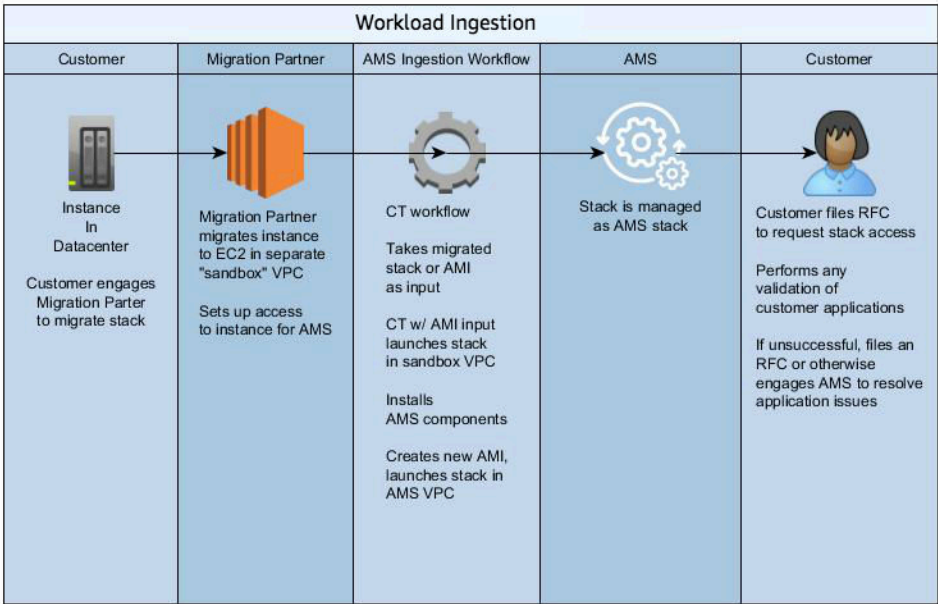 Workload Ingestion
Customer
Migration Partner
AMS Ingestion Workflow
AMS
Customer
Instance
In
Datacenter
Customer engages
Migration Parter
to migrate stack
Migration Partner
migrates instance
to EC2 in separate
"sandbox" VPC
Sets up access
to instance for AMS
CT workflow
Takes migrated
stack or AMI
as input
CT w/ AMI input
launches stack
in sandbox VPC
Installs
AMS components
Creates new AMI,
launches stack in
AMS VPC
Stack is managed
as AMS stack
Customer files RFC
to request stack access
Performs any
validation of
customer applications
If unsuccessful, files an
RFC or otherwise
engages AMS to resolve
application issues